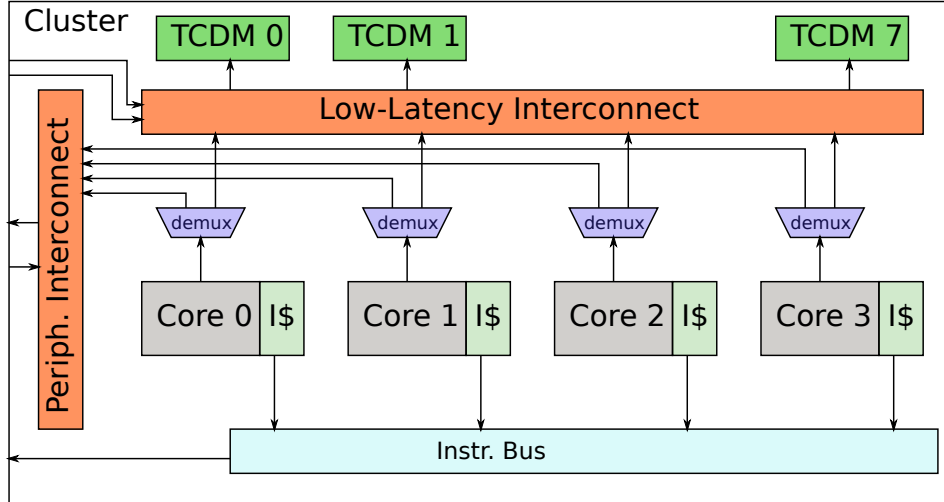 Cluster
TCDM 0
TCDM 1
TCDM 7
Low-Latency Interconnect
Periph. Interconnect
demux
demux
demux
demux
Core 0
I$
Core 1
I$
Core 2
I$
Core 3
I$
Instr. Bus